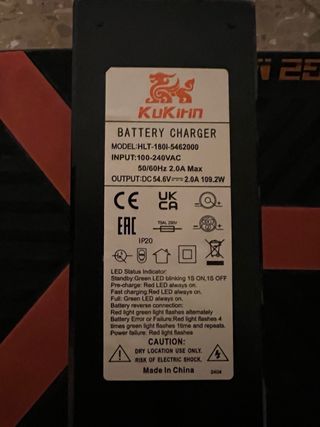 KuKirin
BATTERY CHARGER
MODEL:HLT-180I-5462000
INPUT:100-240VAC
50/60Hz 2.0A Max
OUTPUT:DC 54.6V⎓2.0A 109.2W
CE UK CA
EAC T5AL 250V
IP20
LED Status Indicator:
Standby:Green LED blinking 1S ON,1S OFF
Pre-charge: Red LED always on.
Fast charging:Red LED always on.
Full: Green LED always on.
Battery reverse connection:
Red light green light flashes alternately
Battery Error or Failure:Red light flashes 4
times green light flashes 1time and repeats.
Power failure: Red light flashes
CAUTION
DRY LOCATION USE ONLY.
RISK OF ELECTRIC SHOCK.
Made In China
2404